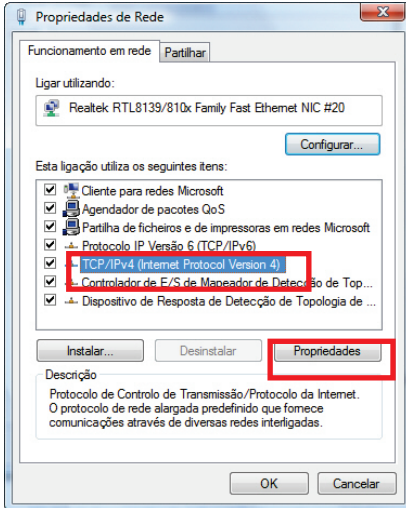 Propriedades de Rede
Funcionamento em rede Partilhar
Ligar utilizando:
Realtek RTL8139/810x Family Fast Ethernet NIC #20
Configurar...
Esta ligação utiliza os seguintes itens:
Cliente para redes Microsoft
Agendador de pacotes QoS
Partilha de ficheiros e de impressoras em redes Microsoft
Protocolo IP Versão 6 (TCP/IPv6)
TCP/IPv4 (Internet Protocol Version 4)
Controlador de E/S de Mapeador de Detecção de Top...
Dispositivo de Resposta de Detecção de Topologia de ...
Instalar... Desinstalar Propriedades
Descrição
Protocolo de Controlo de Transmissão/Protocolo da Internet.
O protocolo de rede alargada predefinido que fornece
comunicações através de diversas redes interligadas.
OK Cancelar